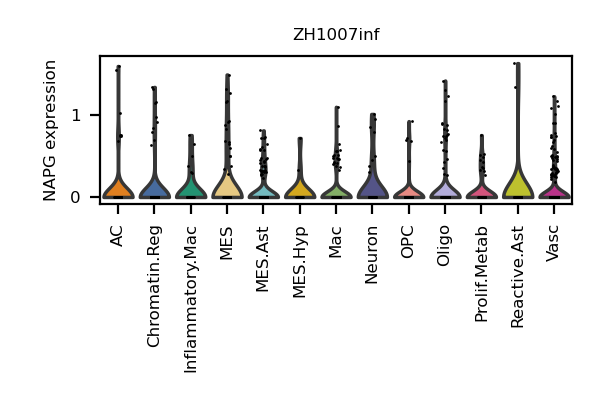 ZH1007inf
NAPG expression
1
0
AC
Chromatin.Reg
Inflammatory.Mac
MES
MES.Ast
MES.Hyp
Mac
Neuron
OPC
Oligo
Prolif.Metab
Reactive.Ast
Vasc